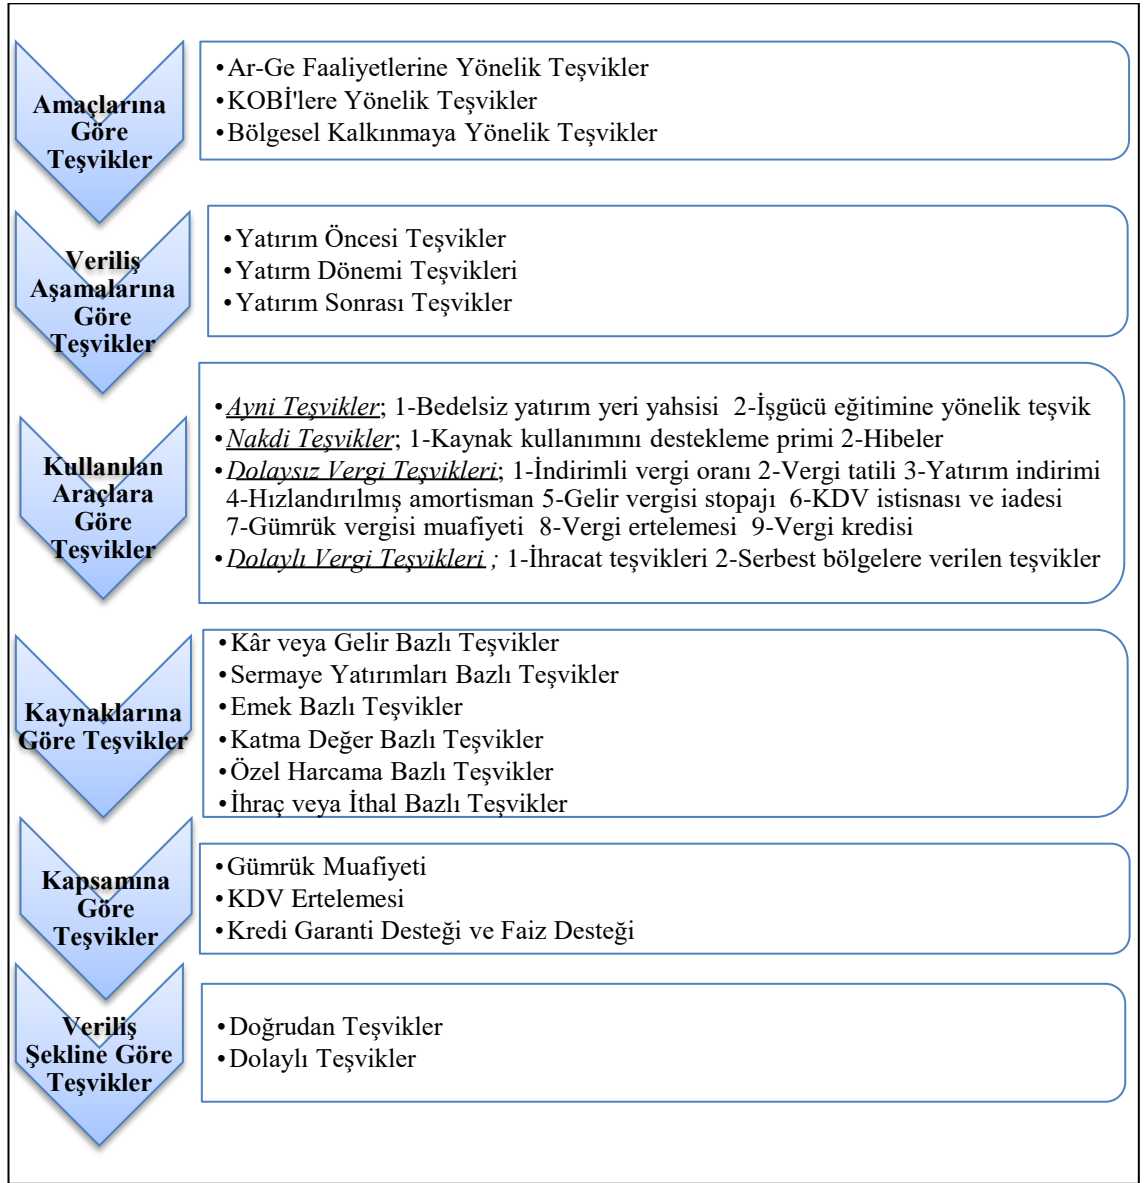 Amaçlarına
Göre
Teşvikler
•Ar-Ge Faaliyetlerine Yönelik Teşvikler
•KOBİ'lere Yönelik Teşvikler
•Bölgesel Kalkınmaya Yönelik Teşvikler
Veriliş
Aşamalarına
Göre
Teşvikler
•Yatırım Öncesi Teşvikler
•Yatırm Dönemi Teşvikleri
•Yatırım Sonrası Teşvikler
Kullanılan
Araçlara
Göre
Teşvikler
•Ayni Teşvikler; 1-Bedelsiz yatırım yeri yahsisi 2-İşgücü eğitimine yönelik teşvik
•Nakdi Teşvikler; 1-Kaynak kullanımını destekleme primi 2-Hibeler
•Dolaysız Vergi Teşvikleri; 1-İndirimli vergi oranı 2-Vergi tatili 3-Yatırım indirimi
4-Hızlandırılmış amortisman 5-Gelir vergisi stopajı 6-KDV istisnası ve iadesi
7-Gümrük vergisi muafiyeti 8-Vergi ertelemesi 9-Vergi kredisi
•Dolaylı Vergi Teşvikleri ; 1-İhracat teşvikleri 2-Serbest bölgelere verilen teşvikler
Kaynaklarına
Göre Teşvikler
•Kâr veya Gelir Bazlı Teşvikler
•Sermaye Yatırımları Bazlı Teşvikler
•Emek Bazlı Teşvikler
•Katma Değer Bazlı Teşvikler
•Özel Harcama Bazlı Teşvikler
•İhraç veya İthal Bazlı Teşvikler
Kapsamına
Göre
Teşvikler
•Gümrük Muafiyeti
•KDV Ertelemesi
•Kredi Garanti Desteği ve Faiz Desteği
Veriliş
Şekline Göre
Teşvikler
•Doğrudan Teşvikler
•Dolaylı Teşvikler